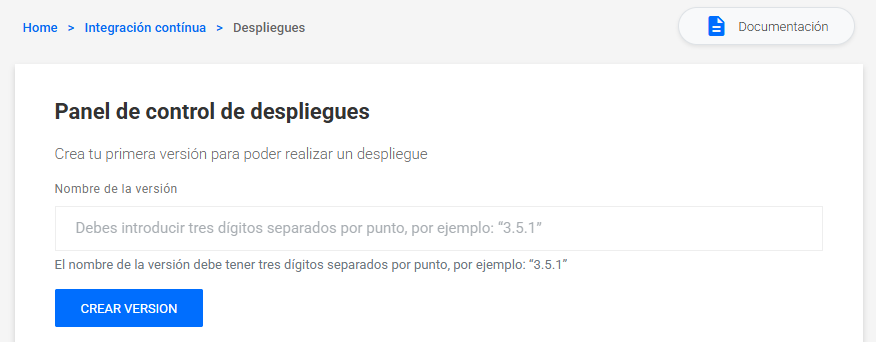 Home > Integración contínua > Despliegues
Documentación
Panel de control de despliegues
Crea tu primera versión para poder realizar un despliegue
Nombre de la versión
Debes introducir tres dígitos separados por punto, por ejemplo: “3.5.1”
El nombre de la versión debe tener tres dígitos separados por punto, por ejemplo: “3.5.1”
CREAR VERSION